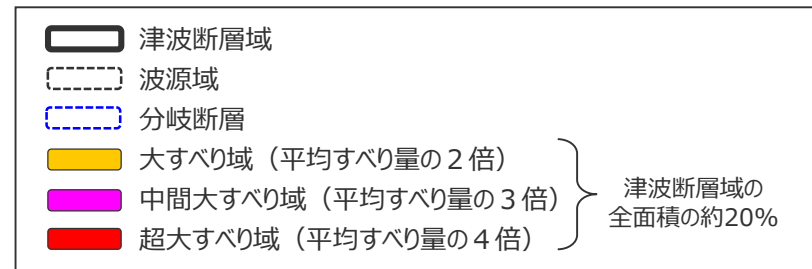 津波断層域
波源域
分岐断層
大すべり域（平均すべり量の２倍）
中間大すべり域（平均すべり量の３倍）
超大すべり域（平均すべり量の４倍）
津波断層域の
全面積の約20%